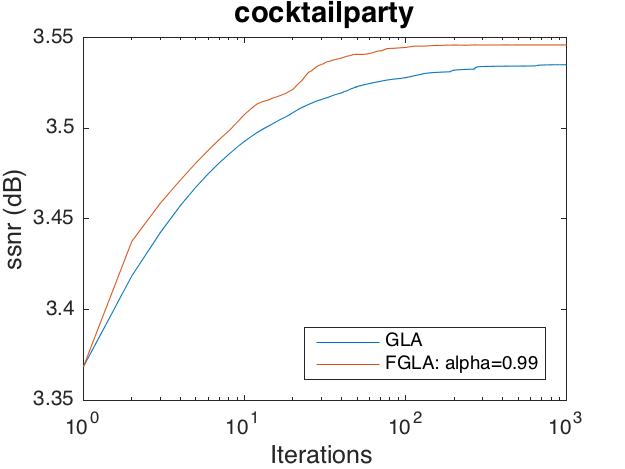 cocktailparty
3.55
3.5
3.45
3.4
3.35
ssnr (dB)
GLA
FGLA: alpha=0.99
10^0 10^1 10^2 10^3
Iterations